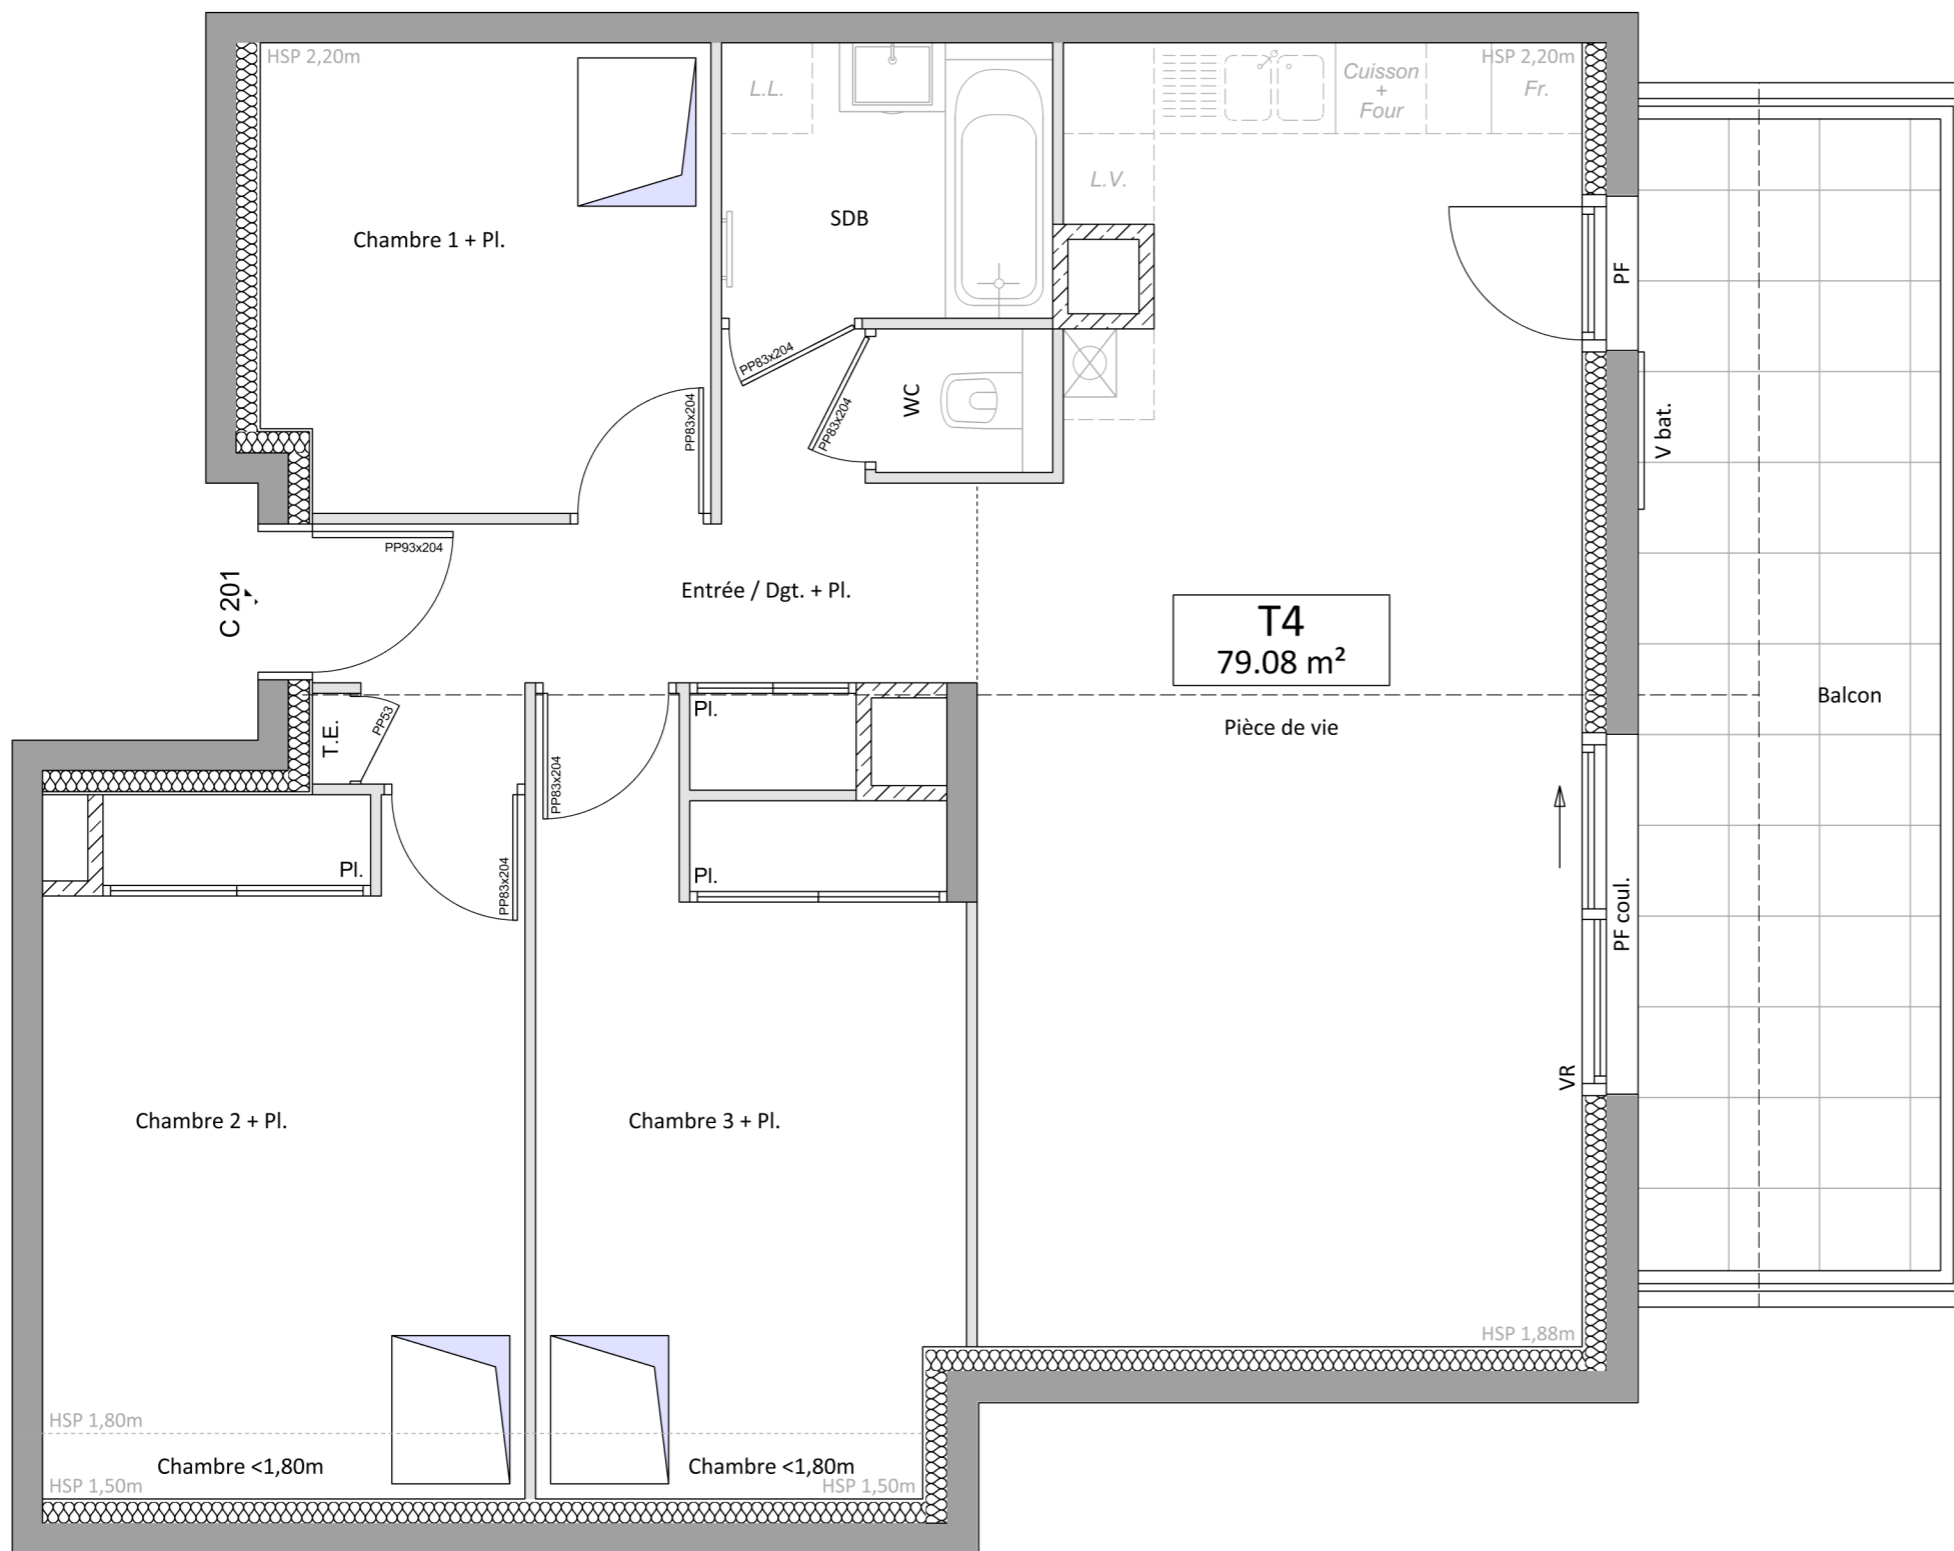 HSP 2,20m
L.L.
Cuisson
+
Four
HSP 2,20m
Fr.
L.V.
SDB
Chambre 1 + Pl.
PF
PP83x204
PP83x204
WC
PP83x204
V bat.
PP93x204
C 201
Entrée / Dgt. + Pl.
T4
79.08 m²
Balcon
Pl.
PP53
T.E.
Pièce de vie
PP83x204
Pl.
Pl.
PP83x204
PF coul.
VR
Chambre 2 + Pl.
Chambre 3 + Pl.
HSP 1,88m
HSP 1,80m
Chambre <1,80m
Chambre <1,80m
HSP 1,50m
HSP 1,50m